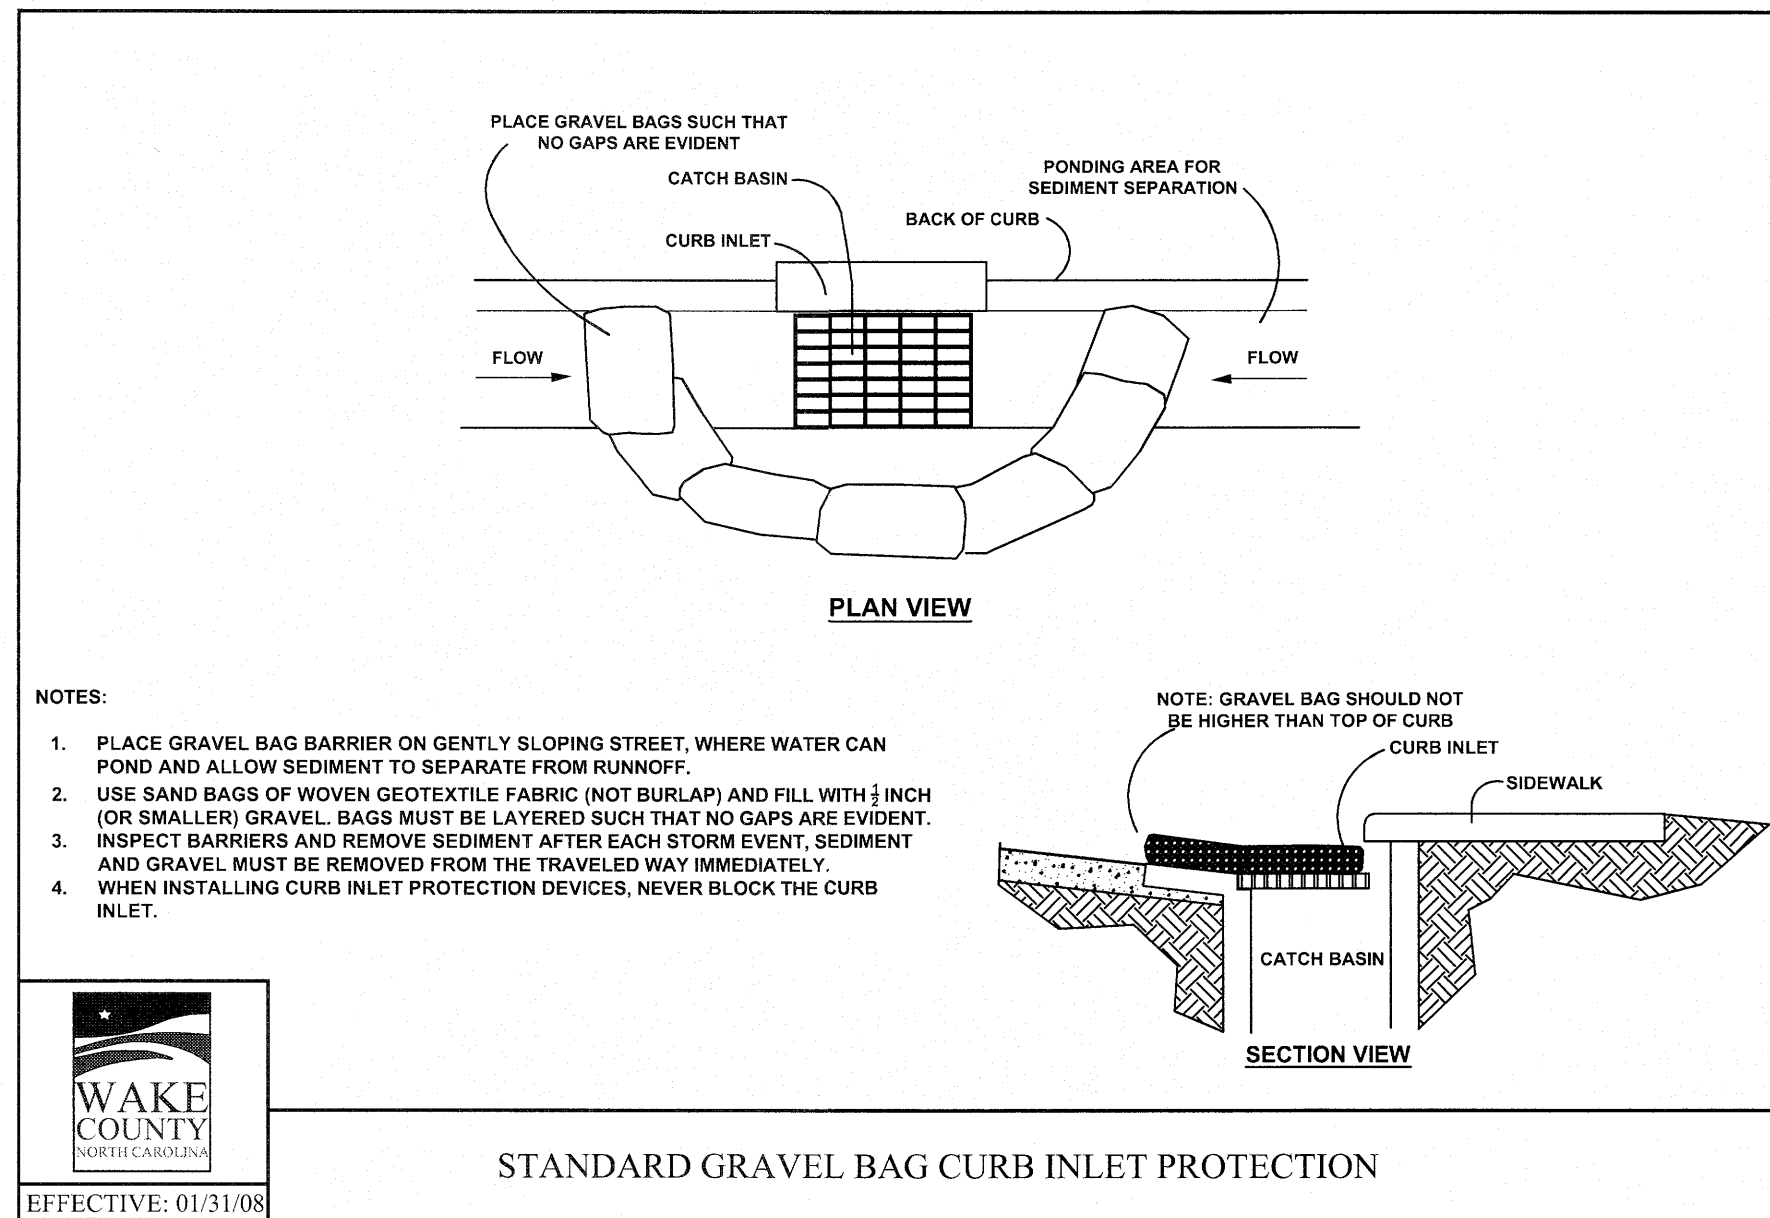 PLACE GRAVEL BAGS SUCH THAT
NO GAPS ARE EVIDENT
CATCH BASIN
CURB INLET
BACK OF CURB
PONDING AREA FOR
SEDIMENT SEPARATION
FLOW
FLOW
PLAN VIEW
NOTES:
1. PLACE GRAVEL BAG BARRIER ON GENTLY SLOPING STREET, WHERE WATER CAN
POND AND ALLOW SEDIMENT TO SEPARATE FROM RUNNOFF.
2. USE SAND BAGS OF WOVEN GEOTEXTILE FABRIC (NOT BURLAP) AND FILL WITH ½ INCH
(OR SMALLER) GRAVEL. BAGS MUST BE LAYERED SUCH THAT NO GAPS ARE EVIDENT.
3. INSPECT BARRIERS AND REMOVE SEDIMENT AFTER EACH STORM EVENT, SEDIMENT
AND GRAVEL MUST BE REMOVED FROM THE TRAVELED WAY IMMEDIATELY.
4. WHEN INSTALLING CURB INLET PROTECTION DEVICES, NEVER BLOCK THE CURB
INLET.
NOTE: GRAVEL BAG SHOULD NOT
BE HIGHER THAN TOP OF CURB
CURB INLET
SIDEWALK
CATCH BASIN
SECTION VIEW
WAKE
COUNTY
NORTH CAROLINA
EFFECTIVE: 01/31/08
STANDARD GRAVEL BAG CURB INLET PROTECTION